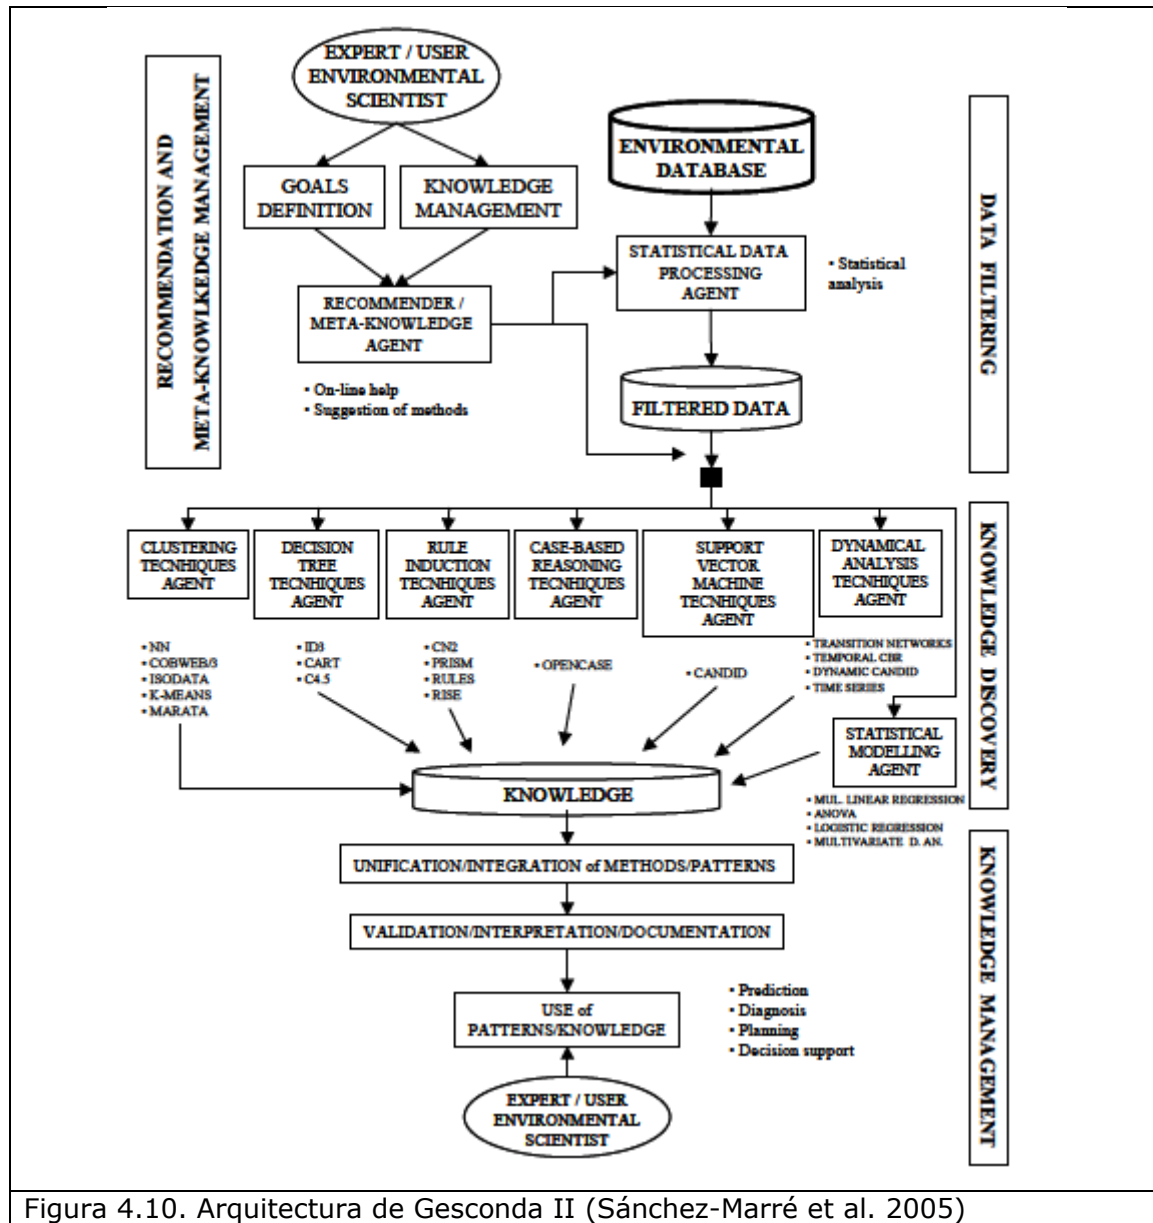 RECOMMENDATION AND
META-KNOWLKEDGE MANAGEMENT
EXPERT / USER
ENVIRONMENTAL
SCIENTIST
GOALS
DEFINITION
KNOWLEDGE
MANAGEMENT
RECOMMENDER /
META-KNOWLEDGE
AGENT
▪ On-line help
▪ Suggestion of methods
ENVIRONMENTAL
DATABASE
STATISTICAL DATA
PROCESSING
AGENT
▪ Statistical
analysis
FILTERED DATA
DATA FILTERING
CLUSTERING
TECNHIQUES
AGENT
DECISION
TREE
TECNHIQUES
AGENT
RULE
INDUCTION
TECNHIQUES
AGENT
CASE-BASED
REASONING
TECNHIQUES
AGENT
SUPPORT
VECTOR
MACHINE
TECNHIQUES
AGENT
DYNAMICAL
ANALYSIS
TECNHIQUES
AGENT
▪ NN
▪ COBWEB/3
▪ ISODATA
▪ K-MEANS
▪ MARATA
▪ ID3
▪ CART
▪ C4.5
▪ CN2
▪ PRISM
▪ RULES
▪ RISE
▪ OPENCASE
▪ CANDID
▪ TRANSITION NETWORKS
▪ TEMPORAL CBR
▪ DYNAMIC CANDID
▪ TIME SERIES
STATISTICAL
MODELLING
AGENT
▪ MUL. LINEAR REGRESSION
▪ ANOVA
▪ LOGISTIC REGRESSION
▪ MULTIVARIATE D. AN.
KNOWLEDGE DISCOVERY
KNOWLEDGE
UNIFICATION/INTEGRATION of METHODS/PATTERNS
VALIDATION/INTERPRETATION/DOCUMENTATION
USE of
PATTERNS/KNOWLEDGE
▪ Prediction
▪ Diagnosis
▪ Planning
▪ Decision support
EXPERT / USER
ENVIRONMENTAL
SCIENTIST
KNOWLEDGE MANAGEMENT
Figura 4.10. Arquitectura de Gesconda II (Sánchez-Marré et al. 2005)